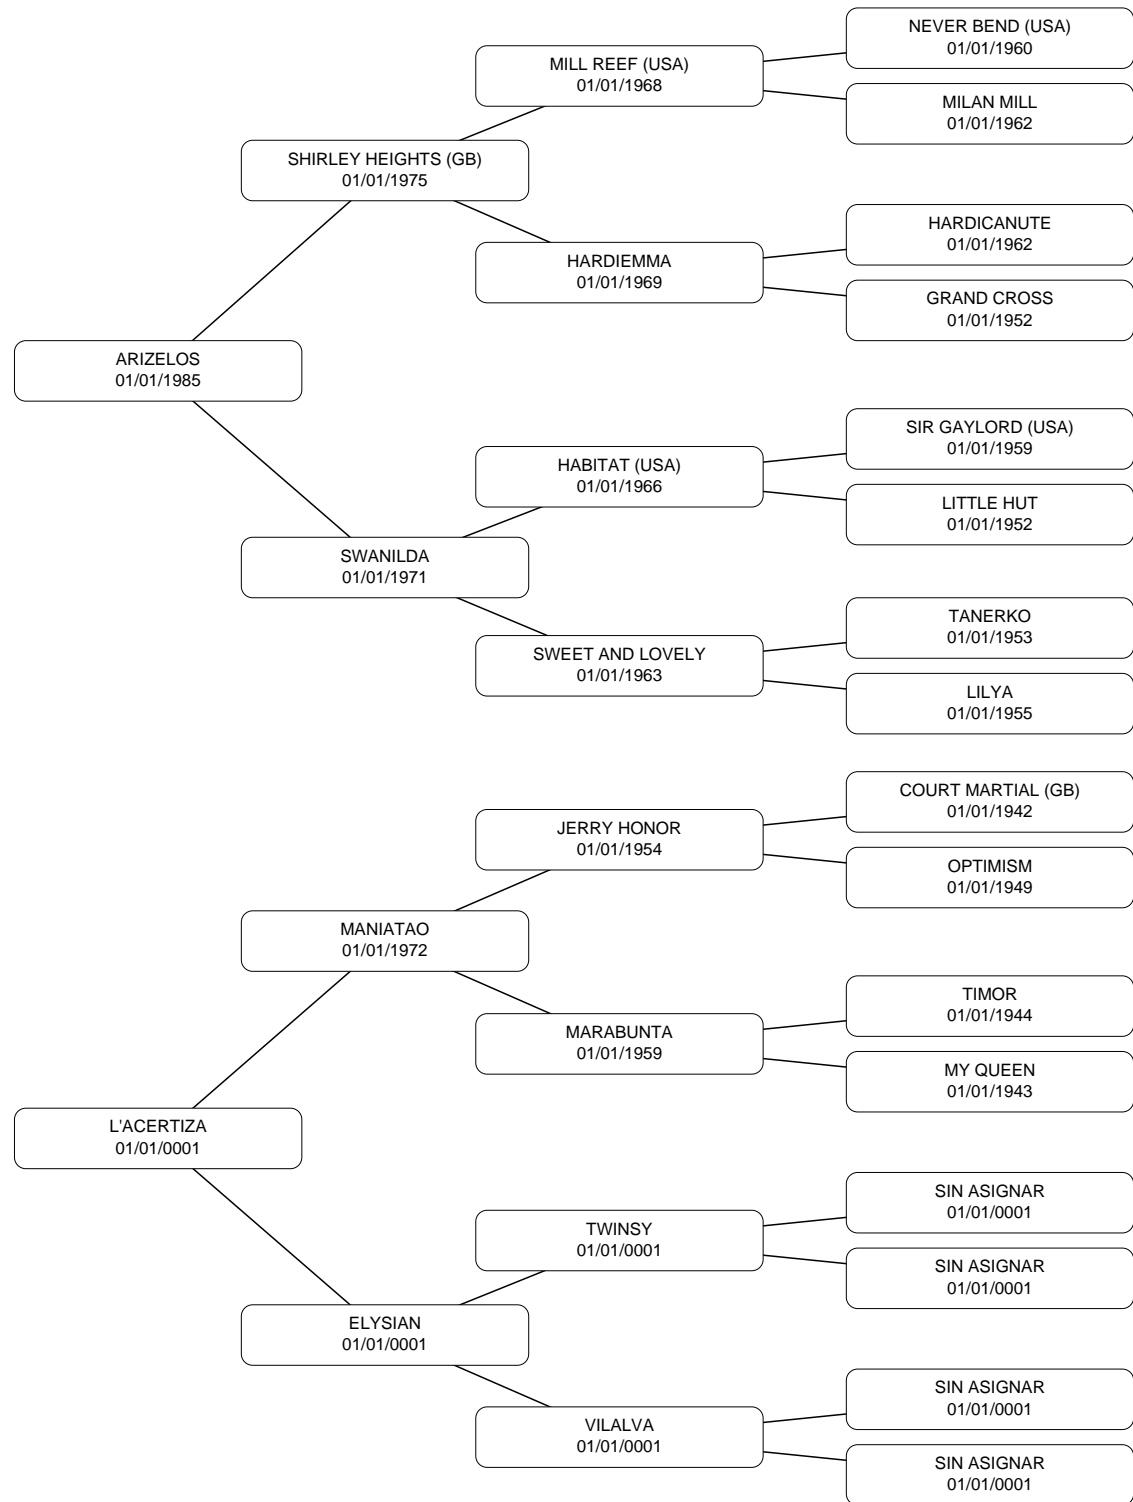 NEVER BEND (USA)
01/01/1960
MILL REEF (USA)
01/01/1968
MILAN MILL
01/01/1962
SHIRLEY HEIGHTS (GB)
01/01/1975
HARDICANUTE
01/01/1962
HARDIEMMA
01/01/1969
GRAND CROSS
01/01/1952
ARIZELOS
01/01/1985
SIR GAYLORD (USA)
01/01/1959
HABITAT (USA)
01/01/1966
LITTLE HUT
01/01/1952
SWANILDA
01/01/1971
TANERKO
01/01/1953
SWEET AND LOVELY
01/01/1963
LILYA
01/01/1955
COURT MARTIAL (GB)
01/01/1942
JERRY HONOR
01/01/1954
OPTIMISM
01/01/1949
MANIATAO
01/01/1972
TIMOR
01/01/1944
MARABUNTA
01/01/1959
MY QUEEN
01/01/1943
L'ACERTIZA
01/01/0001
SIN ASIGNAR
01/01/0001
TWINSY
01/01/0001
SIN ASIGNAR
01/01/0001
ELYSIAN
01/01/0001
SIN ASIGNAR
01/01/0001
VILALVA
01/01/0001
SIN ASIGNAR
01/01/0001